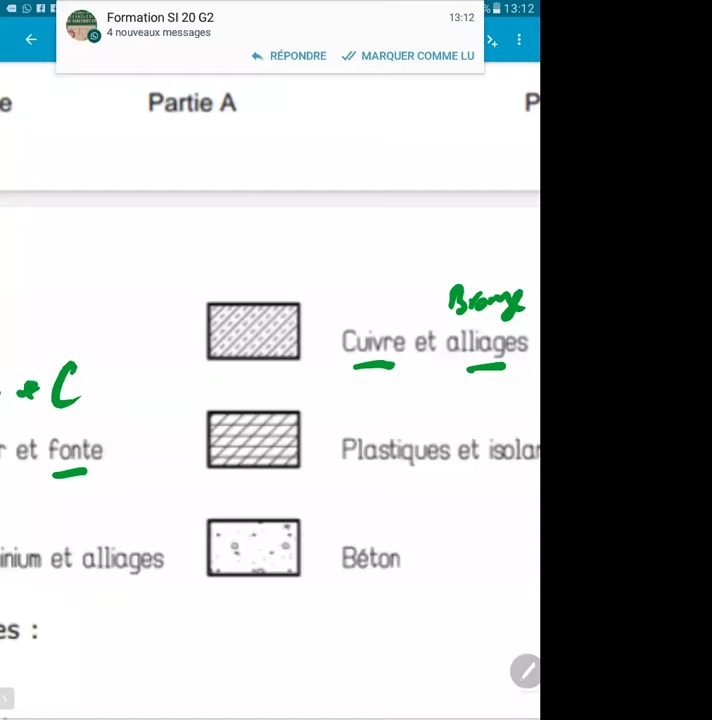 13:12
Formation SI 20 G2
13:12
4 nouveaux messages
RÉPONDRE
MARQUER COMME LU
e
Partie A
P
Bronze
Cuivre et alliages
C
r et fonte
Plastiques et isolan
inium et alliages
Béton
es :